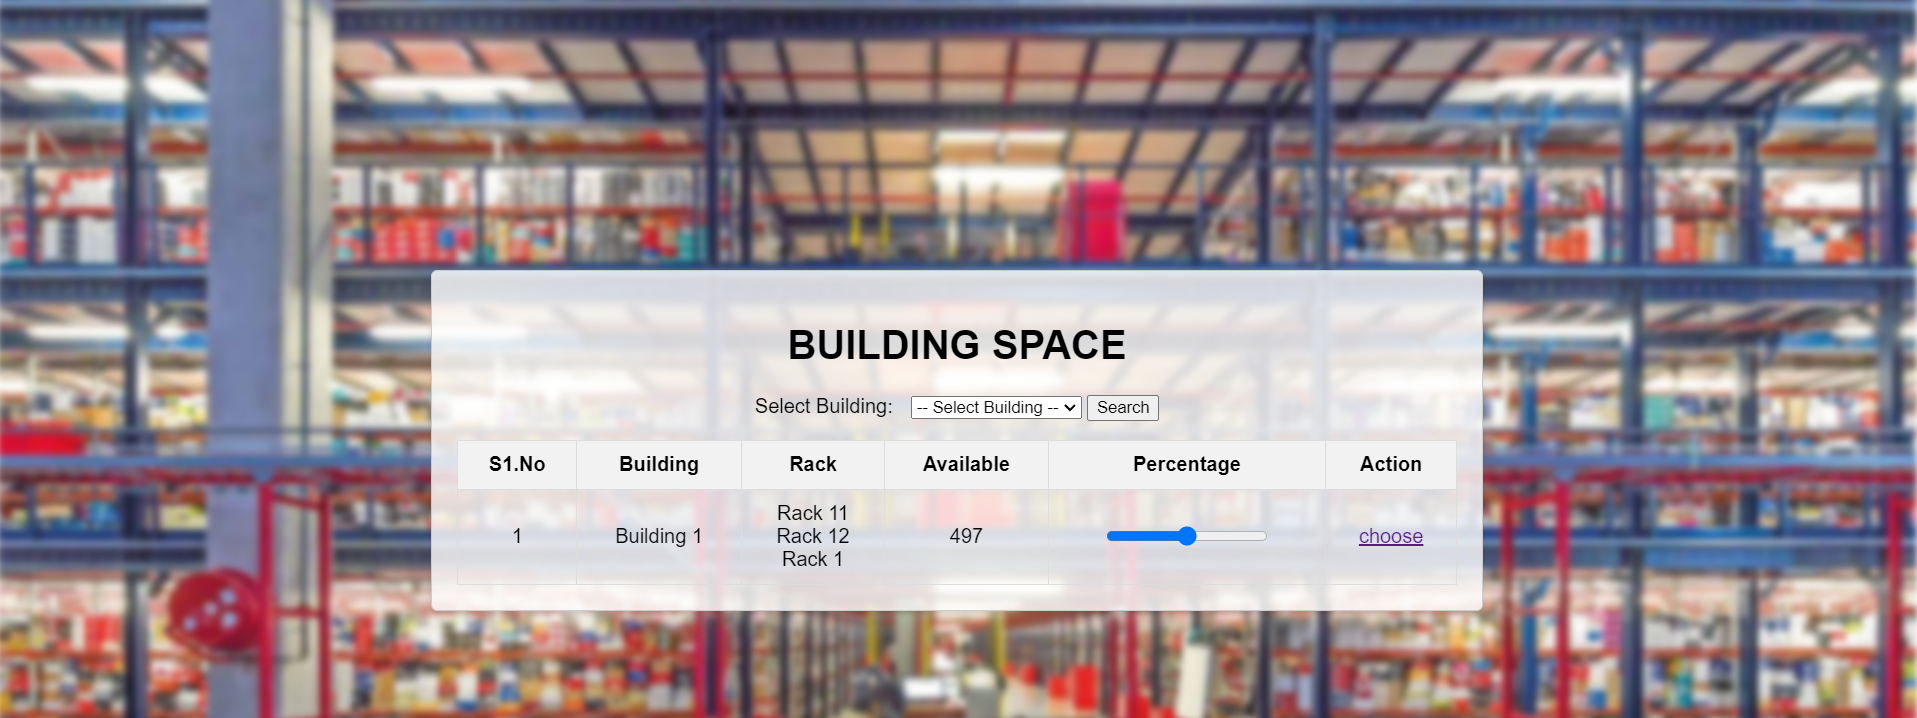 BUILDING SPACE
Select Building: -- Select Building -- Search
S1.No Building Rack Available Percentage Action
1 Building 1 Rack 11 497 choose
Rack 12
Rack 1